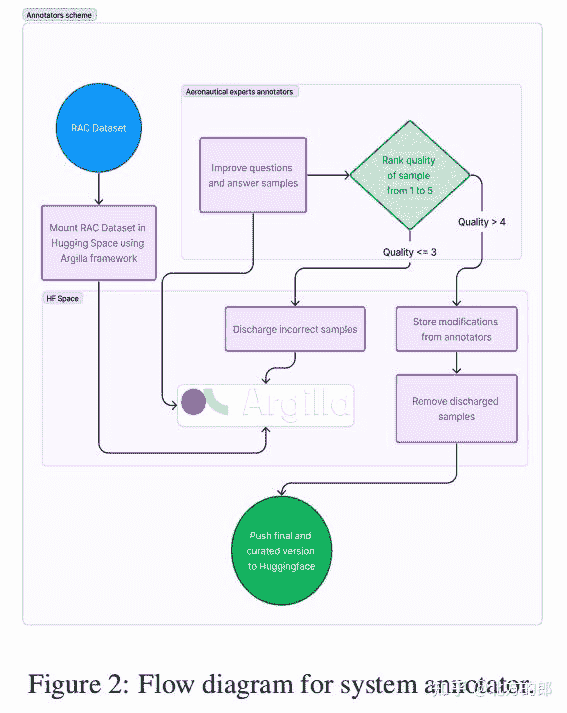 Annotators scheme
Aeronautical experts annotators
RAC Dataset
Improve questions
and answer samples
Rank quality
of sample
from 1 to 5
Mount RAC Dataset in
Hugging Space using
Argilla framework
Quality > 4
Quality <= 3
HF Space
Discharge incorrect samples
Store modifications
from annotators
Argilla
Remove discharged
samples
Push final and
curated version
to Huggingface
Figure 2: Flow diagram for system annotator.
知乎